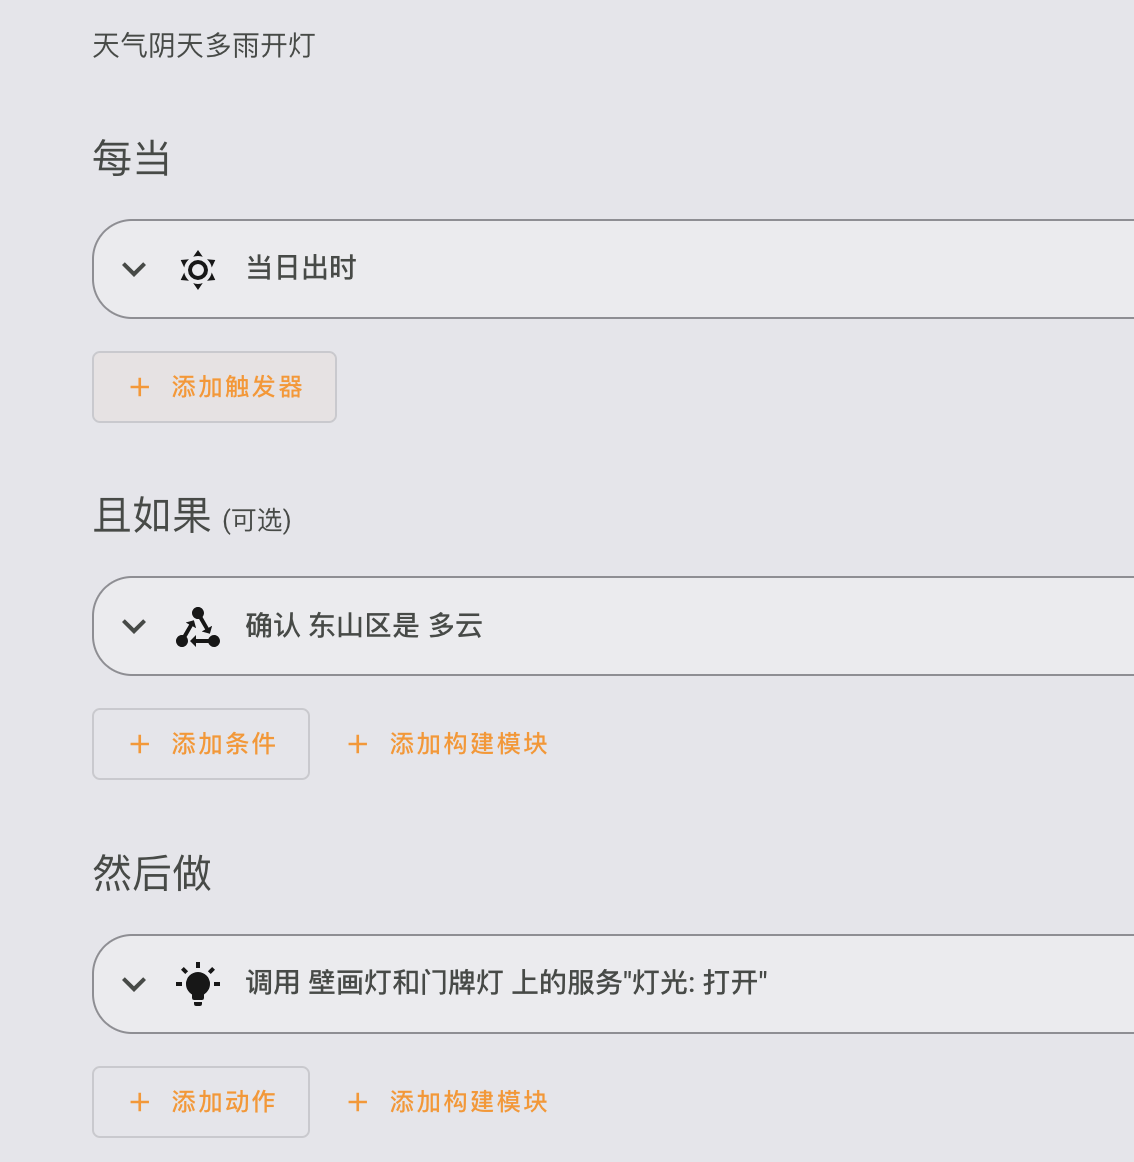 天气阴天多雨开灯
每当
当日出时
+ 添加触发器
且如果 (可选)
确认 东山区是 多云
+ 添加条件 + 添加构建模块
然后做
调用 壁画灯和门牌灯 上的服务"灯光: 打开"
+ 添加动作 + 添加构建模块